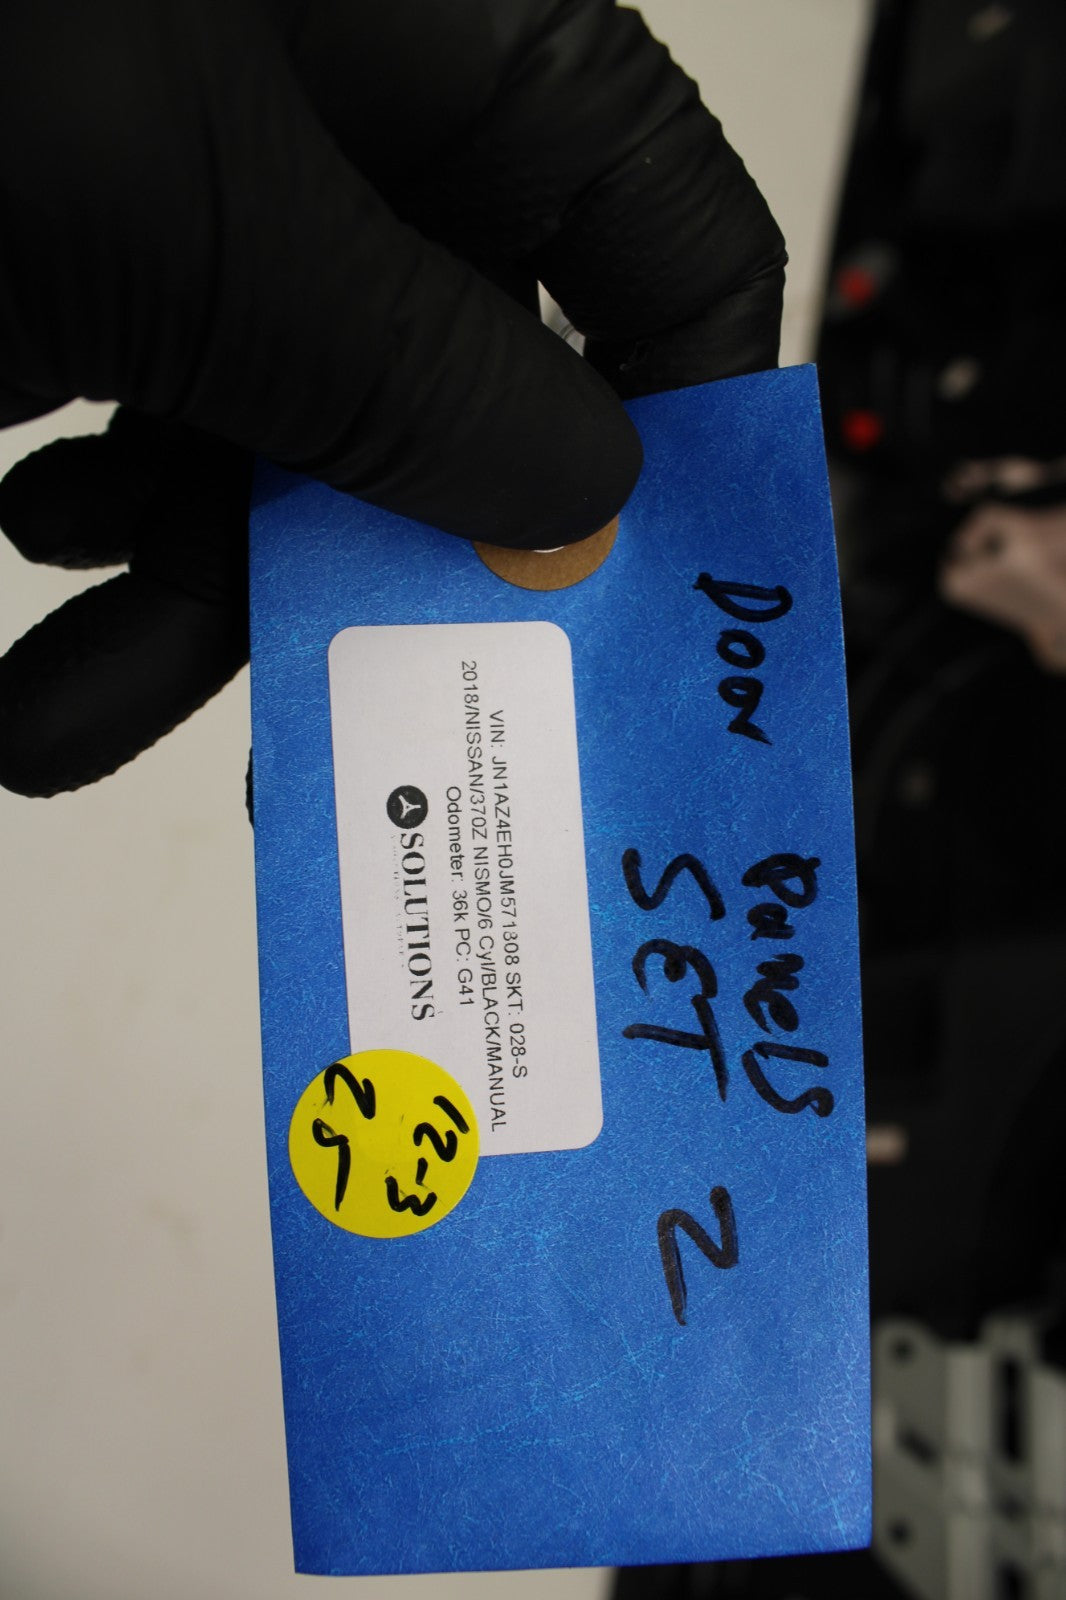 Door Panels
SET 2
VIN: JN1AZ4EH0JM571308 SKT: 028-S
2018/NISSAN/370Z NISMO/6 Cyl/BLACK/MANUAL
Odometer: 36k PC: G41
SOLUTIONS
12-3
25